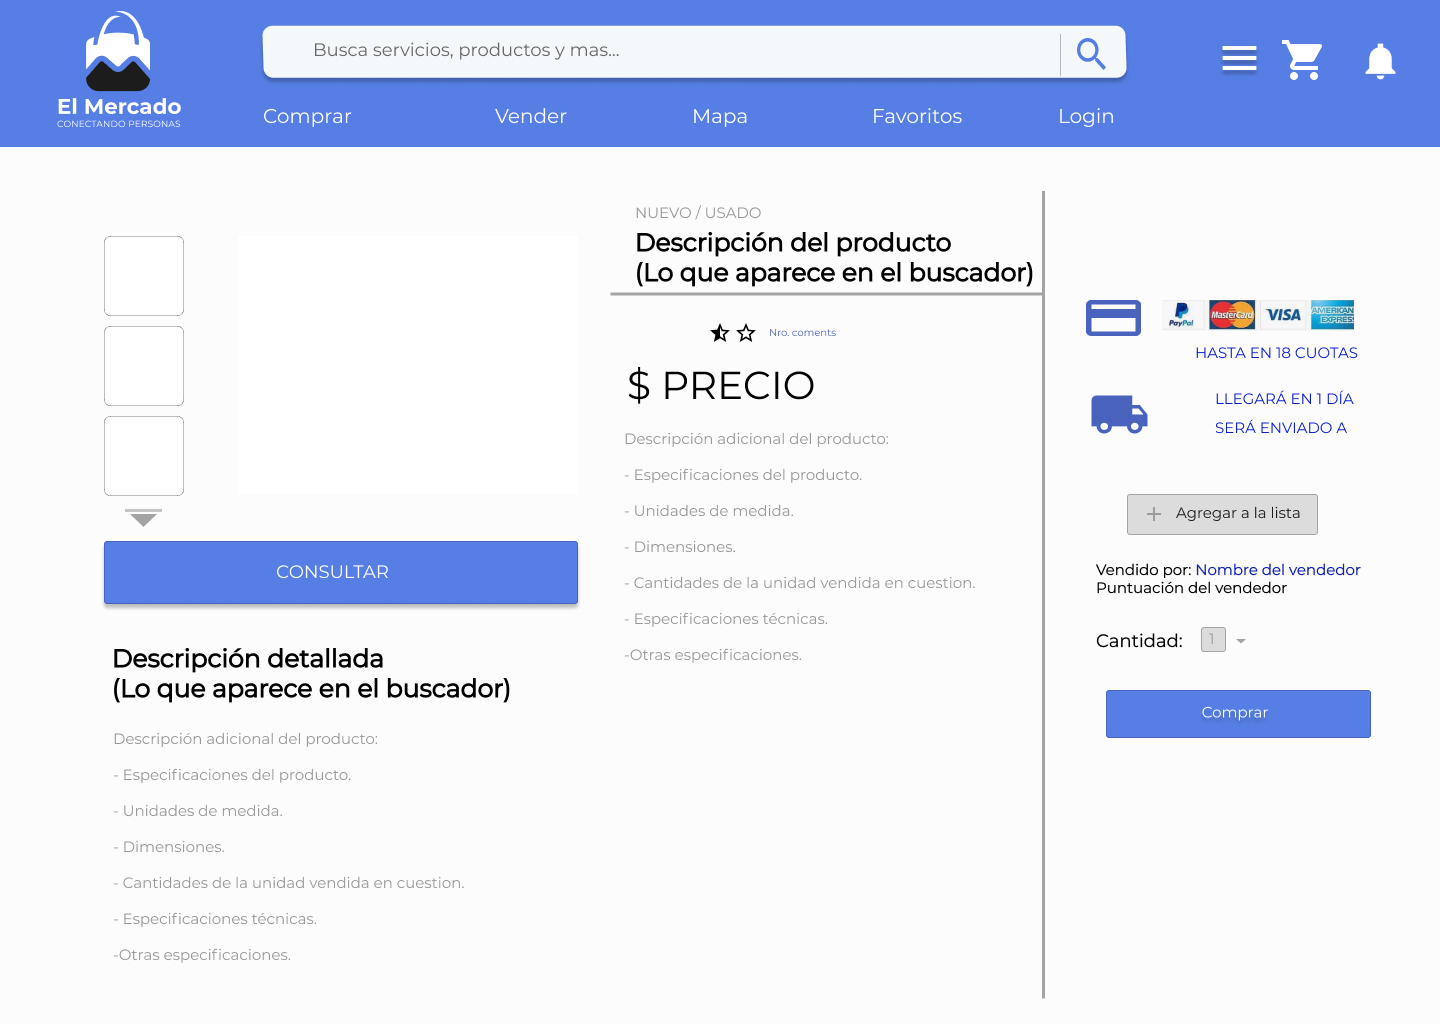 El Mercado
CONECTANDO PERSONAS
Busca servicios, productos y mas...
Comprar
Vender
Mapa
Favoritos
Login
NUEVO / USADO
Descripción del producto
(Lo que aparece en el buscador)
Nro. coments
$ PRECIO
Descripción adicional del producto:
- Especificaciones del producto.
- Unidades de medida.
- Dimensiones.
- Cantidades de la unidad vendida en cuestion.
- Especificaciones técnicas.
-Otras especificaciones.
CONSULTAR
Descripción detallada
(Lo que aparece en el buscador)
Descripción adicional del producto:
- Especificaciones del producto.
- Unidades de medida.
- Dimensiones.
- Cantidades de la unidad vendida en cuestion.
- Especificaciones técnicas.
-Otras especificaciones.
PayPal
MasterCard
VISA
AMERICAN EXPRESS
HASTA EN 18 CUOTAS
LLEGARÁ EN 1 DÍA
SERÁ ENVIADO A
Agregar a la lista
Vendido por: Nombre del vendedor
Puntuación del vendedor
Cantidad: 1
Comprar